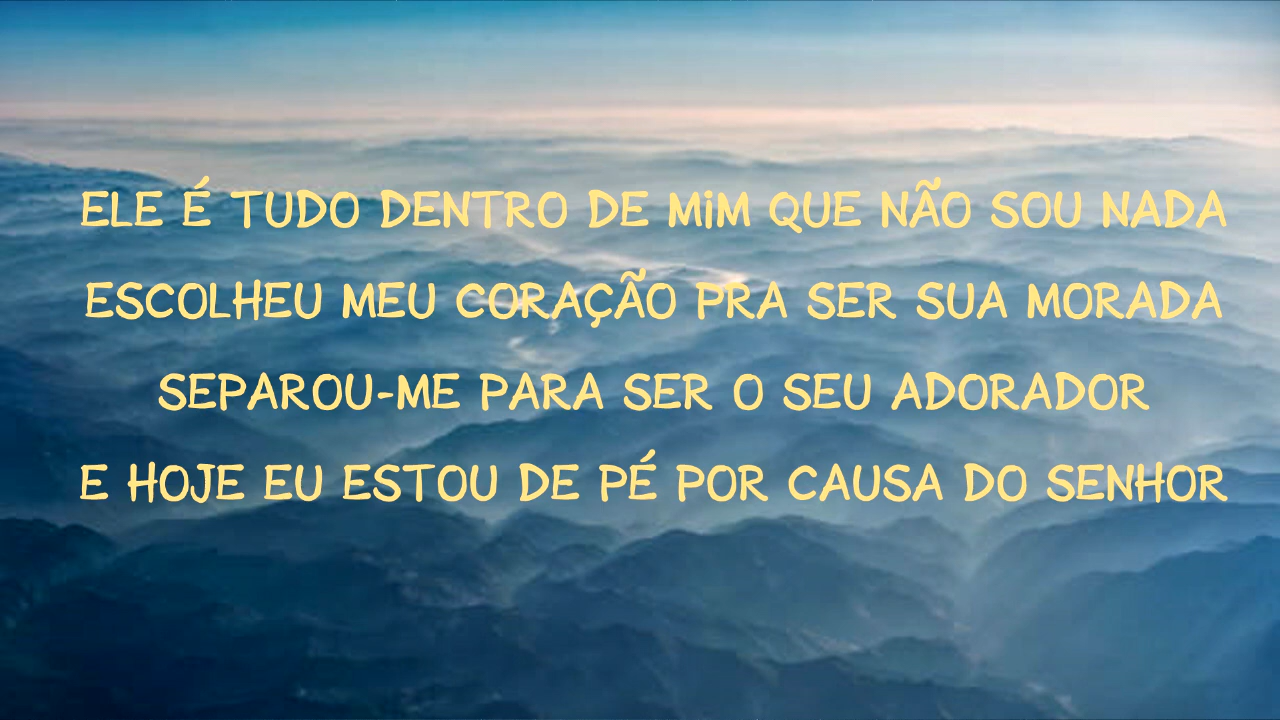 ELE É TUDO DENTRO DE MIM QUE NÃO SOU NADA
ESCOLHEU MEU CORAÇÃO PRA SER SUA MORADA
SEPAROU-ME PARA SER O SEU ADORADOR
E HOJE EU ESTOU DE PÉ POR CAUSA DO SENHOR